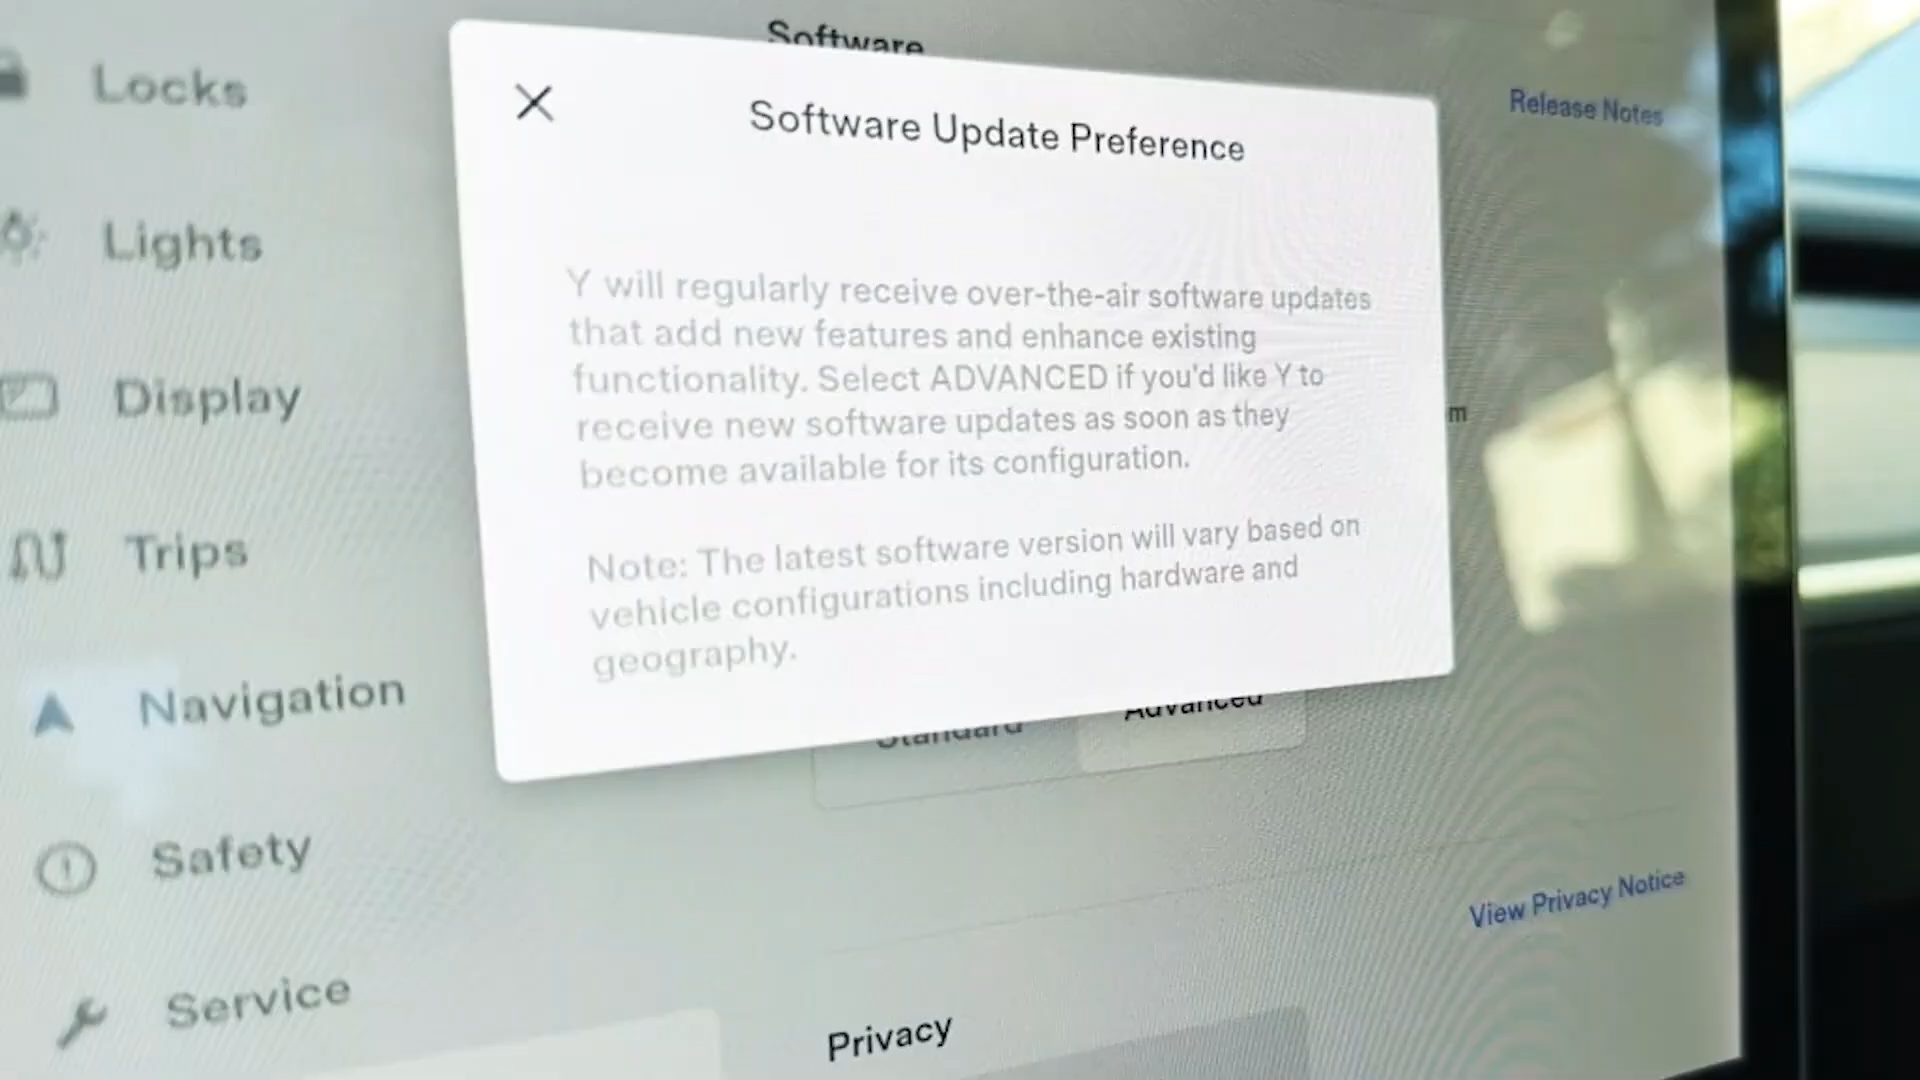 Software
Locks
Lights
Display
Trips
Navigation
Safety
Service
Release Notes
Software Update Preference
Y will regularly receive over-the-air software updates
that add new features and enhance existing
functionality. Select ADVANCED if you'd like Y to
receive new software updates as soon as they
become available for its configuration.
Note: The latest software version will vary based on
vehicle configurations including hardware and
geography.
m
Standard
Advanced
View Privacy Notice
Privacy